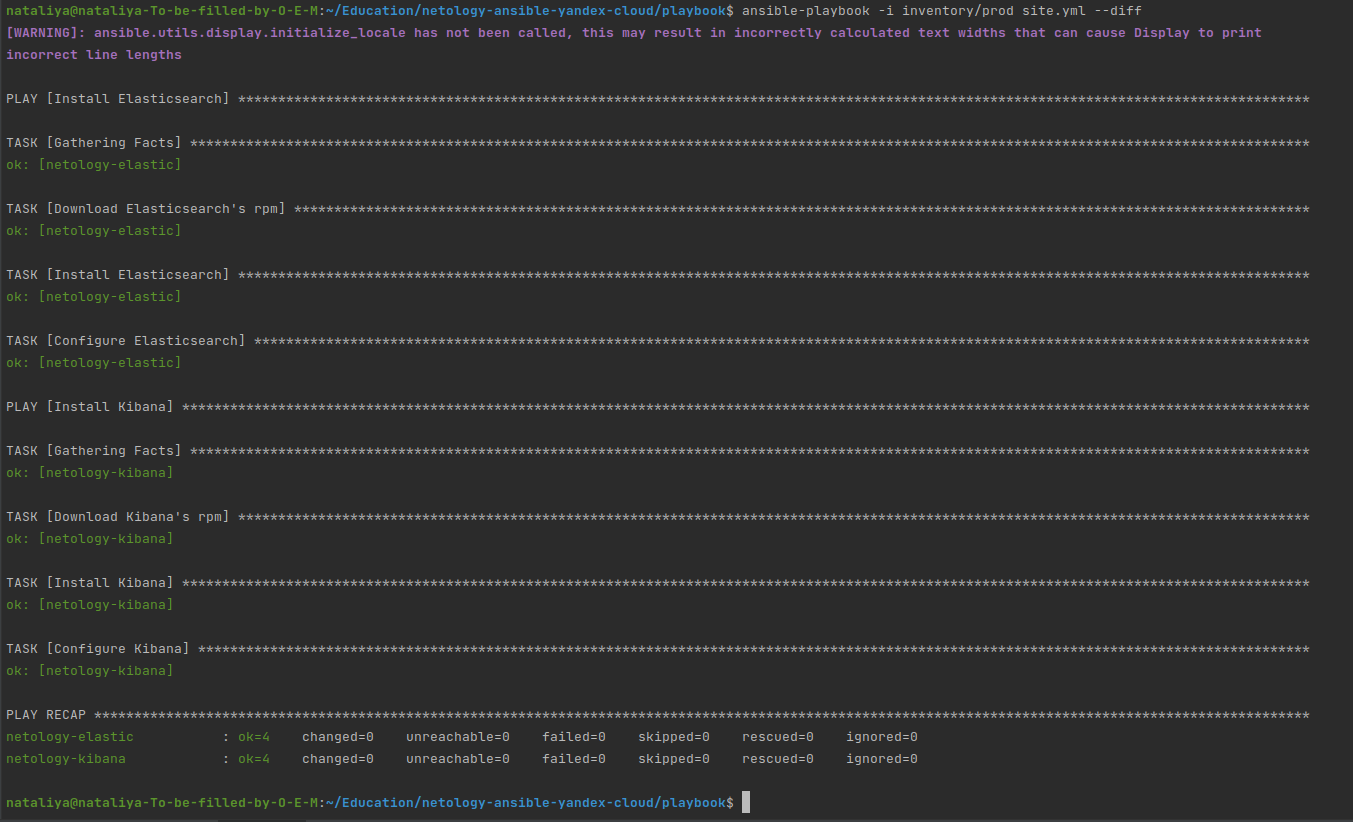 nataliya@nataliya-To-be-filled-by-O-E-M:~/Education/netology-ansible-yandex-cloud/playbook$ ansible-playbook -i inventory/prod site.yml --diff
[WARNING]: ansible.utils.display.initialize_locale has not been called, this may result in incorrectly calculated text widths that can cause Display to print
incorrect line lengths
PLAY [Install Elasticsearch] **************************************************************************************************************************************
TASK [Gathering Facts] ********************************************************************************************************************************************
ok: [netology-elastic]
TASK [Download Elasticsearch's rpm] *******************************************************************************************************************************
ok: [netology-elastic]
TASK [Install Elasticsearch] **************************************************************************************************************************************
ok: [netology-elastic]
TASK [Configure Elasticsearch] ************************************************************************************************************************************
ok: [netology-elastic]
PLAY [Install Kibana] *********************************************************************************************************************************************
TASK [Gathering Facts] ********************************************************************************************************************************************
ok: [netology-kibana]
TASK [Download Kibana's rpm] **************************************************************************************************************************************
ok: [netology-kibana]
TASK [Install Kibana] *********************************************************************************************************************************************
ok: [netology-kibana]
TASK [Configure Kibana] *******************************************************************************************************************************************
ok: [netology-kibana]
PLAY RECAP ********************************************************************************************************************************************************
netology-elastic           : ok=4    changed=0    unreachable=0    failed=0    skipped=0    rescued=0    ignored=0
netology-kibana            : ok=4    changed=0    unreachable=0    failed=0    skipped=0    rescued=0    ignored=0
nataliya@nataliya-To-be-filled-by-O-E-M:~/Education/netology-ansible-yandex-cloud/playbook$